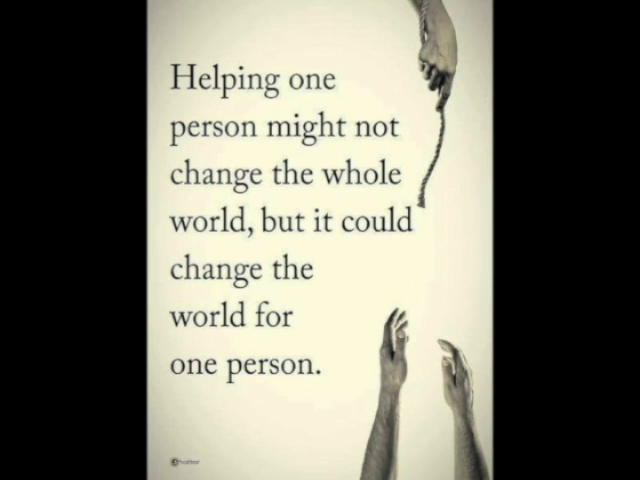 Helping one
person might not
change the whole
world, but it could
change the
world for
one person.